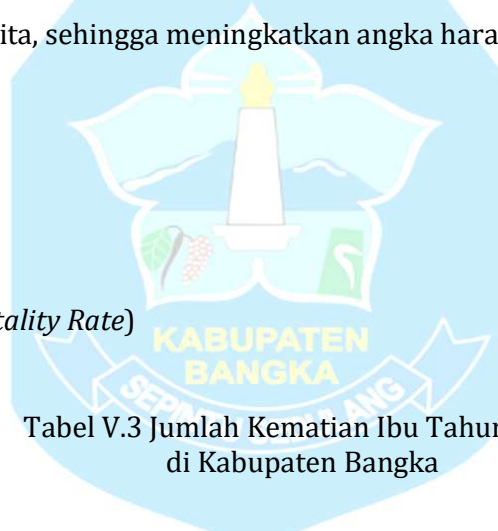 ita, sehingga meningkatkan angka hara
tality Rate)
KABUPATEN
BANGKA
Tabel V.3 Jumlah Kematian Ibu Tahun
di Kabupaten Bangka